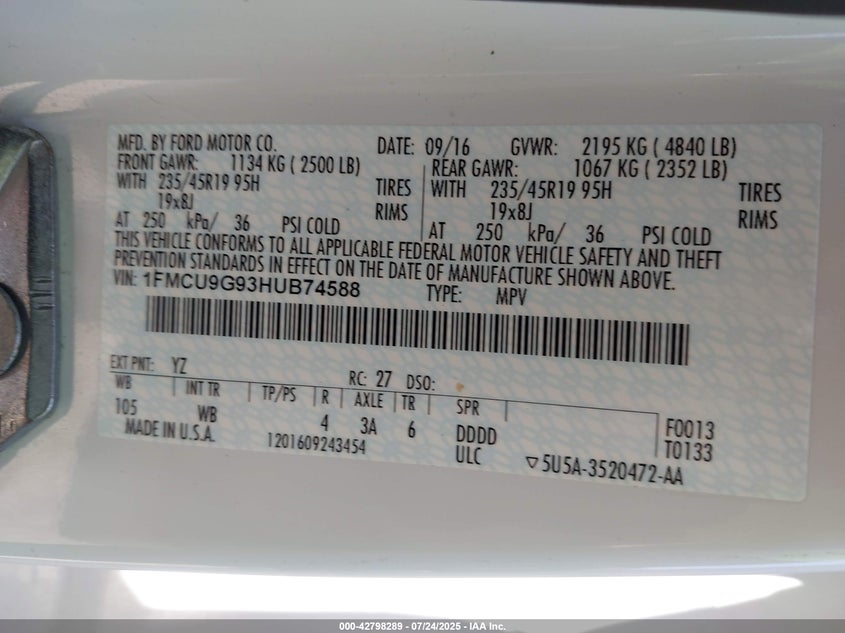 MFD. BY FORD MOTOR CO. DATE: 09/16 GVWR: 2195 KG ( 4840 LB)
FRONT GAWR: 1134 KG ( 2500 LB) REAR GAWR: 1067 KG ( 2352 LB)
WITH 235/45R19 95H TIRES WITH 235/45R19 95H TIRES
19x8J RIMS 19x8J RIMS
AT 250 kPa/ 36 PSI COLD AT 250 kPa/ 36 PSI COLD
THIS VEHICLE CONFORMS TO ALL APPLICABLE FEDERAL MOTOR VEHICLE SAFETY AND THEFT
PREVENTION STANDARDS IN EFFECT ON THE DATE OF MANUFACTURE SHOWN ABOVE.
VIN: 1FMCU9G93HUB74588 TYPE: MPV
EXT PNT: YZ RC: 27 DSO:
WB INT TR TP/PS R AXLE TR SPR
105 WB 4 3A 6 DDDD F0013
MADE IN U.S.A. 1201609243454 ULC T0133
▽5U5A-3520472-AA
000-42798289 - 07/24/2025 - IAA Inc.